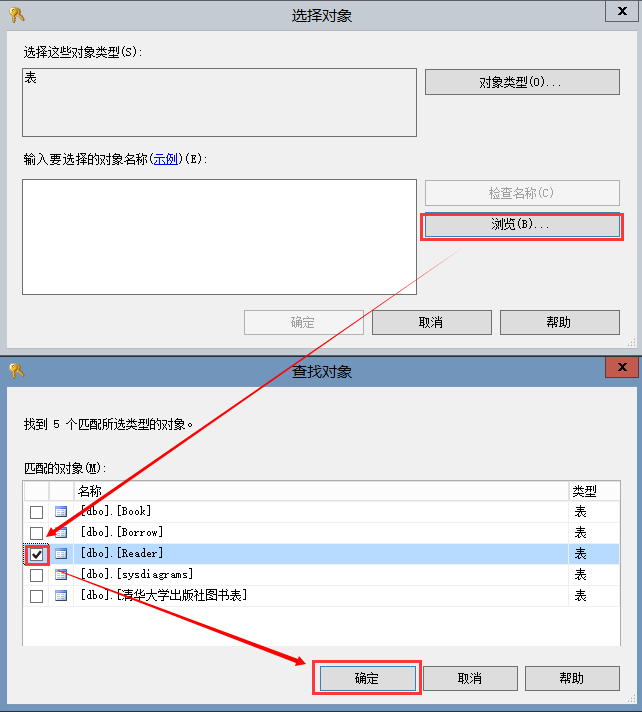 选择对象
选择这些对象类型(S):
表
对象类型(O)...
输入要选择的对象名称(示例)(E):
检查名称(C)
浏览(B)...
确定
取消
帮助
查找对象
找到 5 个匹配所选类型的对象。
匹配的对象(M):
名称 类型
[dbo].[Book] 表
[dbo].[Borrow] 表
[dbo].[Reader] 表
[dbo].[sysdiagrams] 表
[dbo].[清华大学出版社图书表] 表
确定
取消
帮助